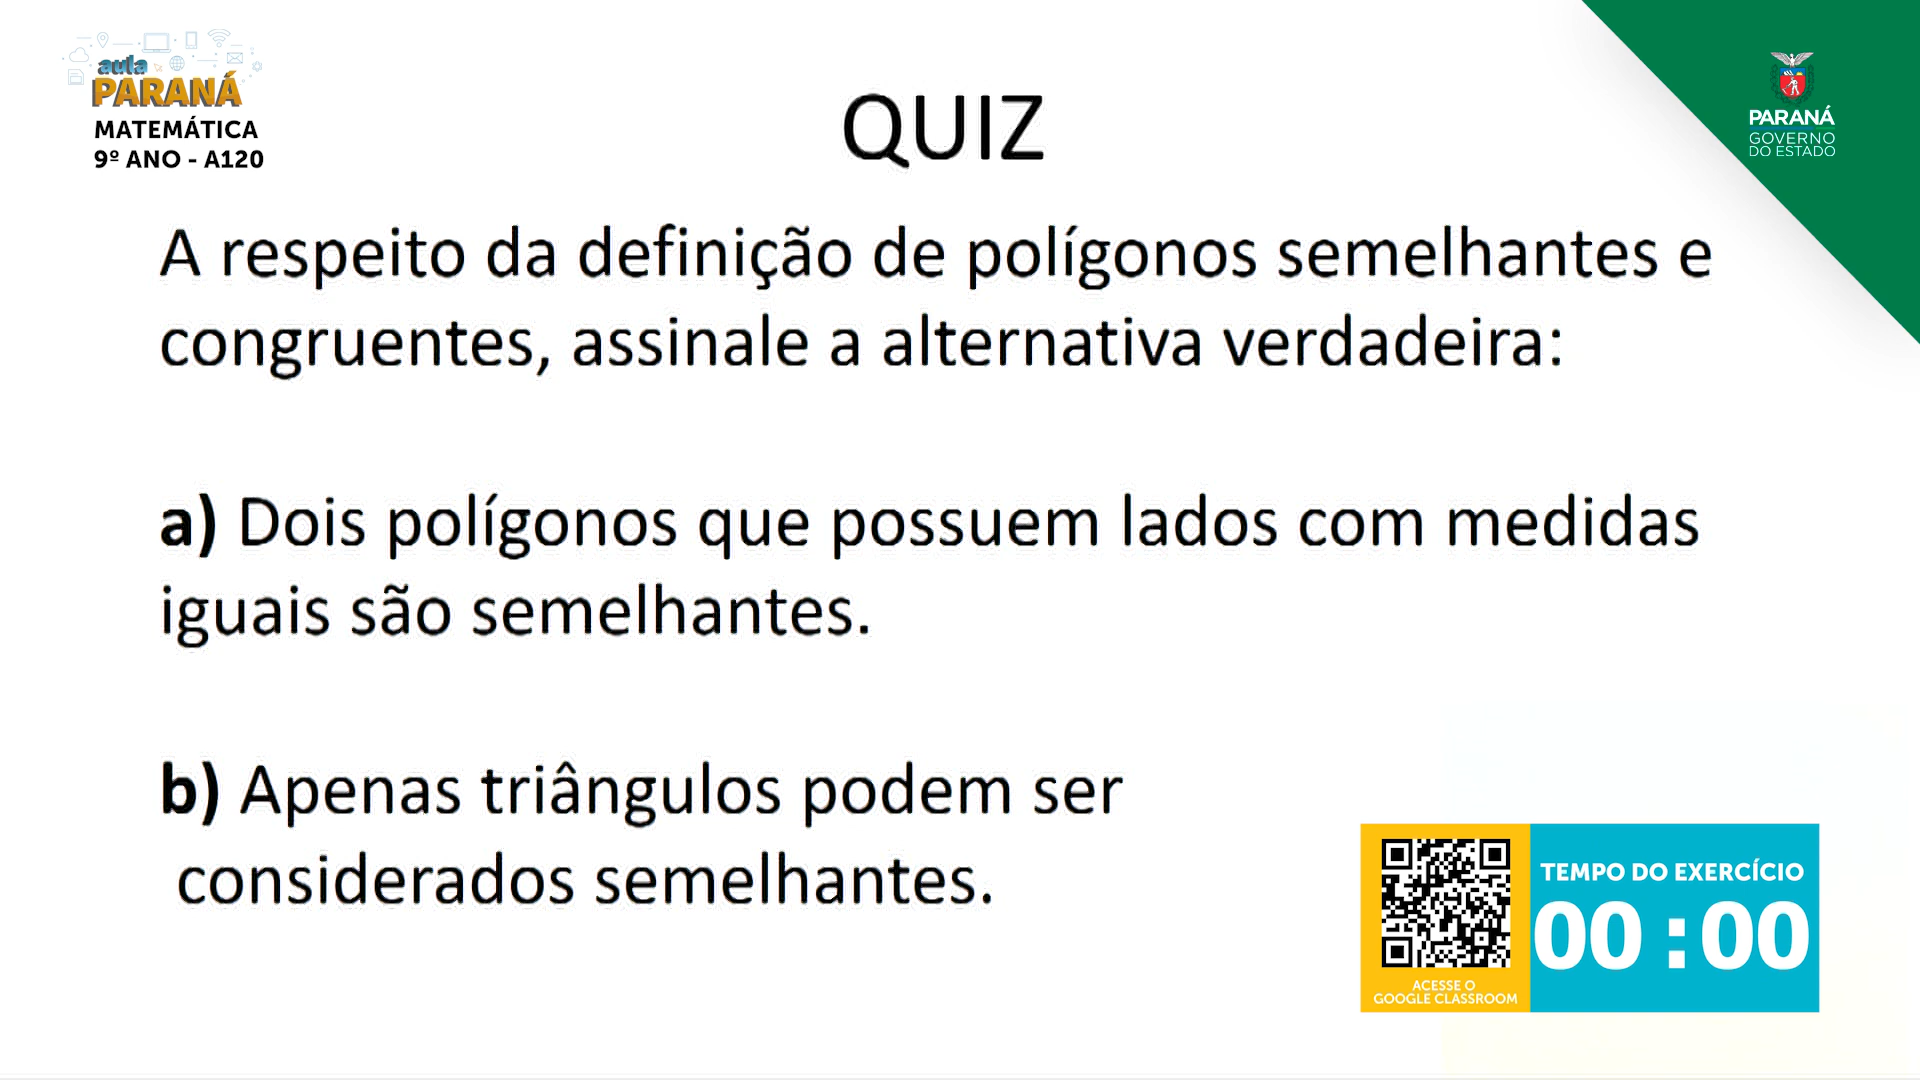 aula
PARANÁ
MATEMÁTICA
9º ANO - A120
QUIZ
PARANÁ
GOVERNO
DO ESTADO
A respeito da definição de polígonos semelhantes e
congruentes, assinale a alternativa verdadeira:
a) Dois polígonos que possuem lados com medidas
iguais são semelhantes.
b) Apenas triângulos podem ser
considerados semelhantes.
ACESSE O
GOOGLE CLASSROOM
TEMPO DO EXERCÍCIO
00:00